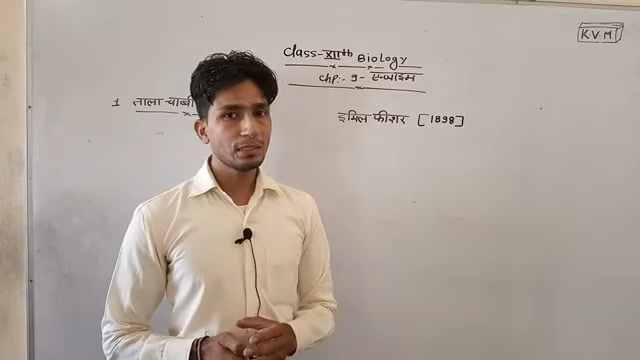 K.V.M
Class-XIIth Biology
Chp:- 9- एन्जाइम
1 ताला-चाबी
इमिल फीशर [1898]